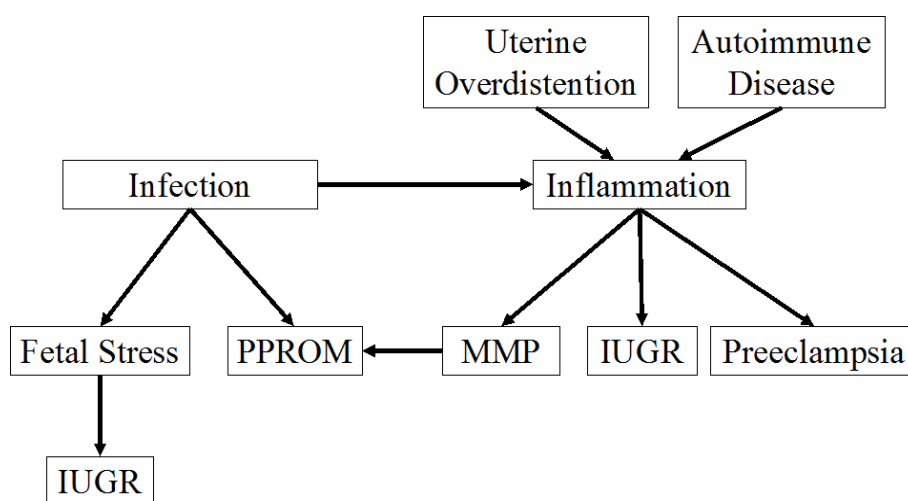 Uterine
Overdistention
Autoimmune
Disease
Infection
Inflammation
Fetal Stress
PPROM
MMP
IUGR
Preeclampsia
IUGR